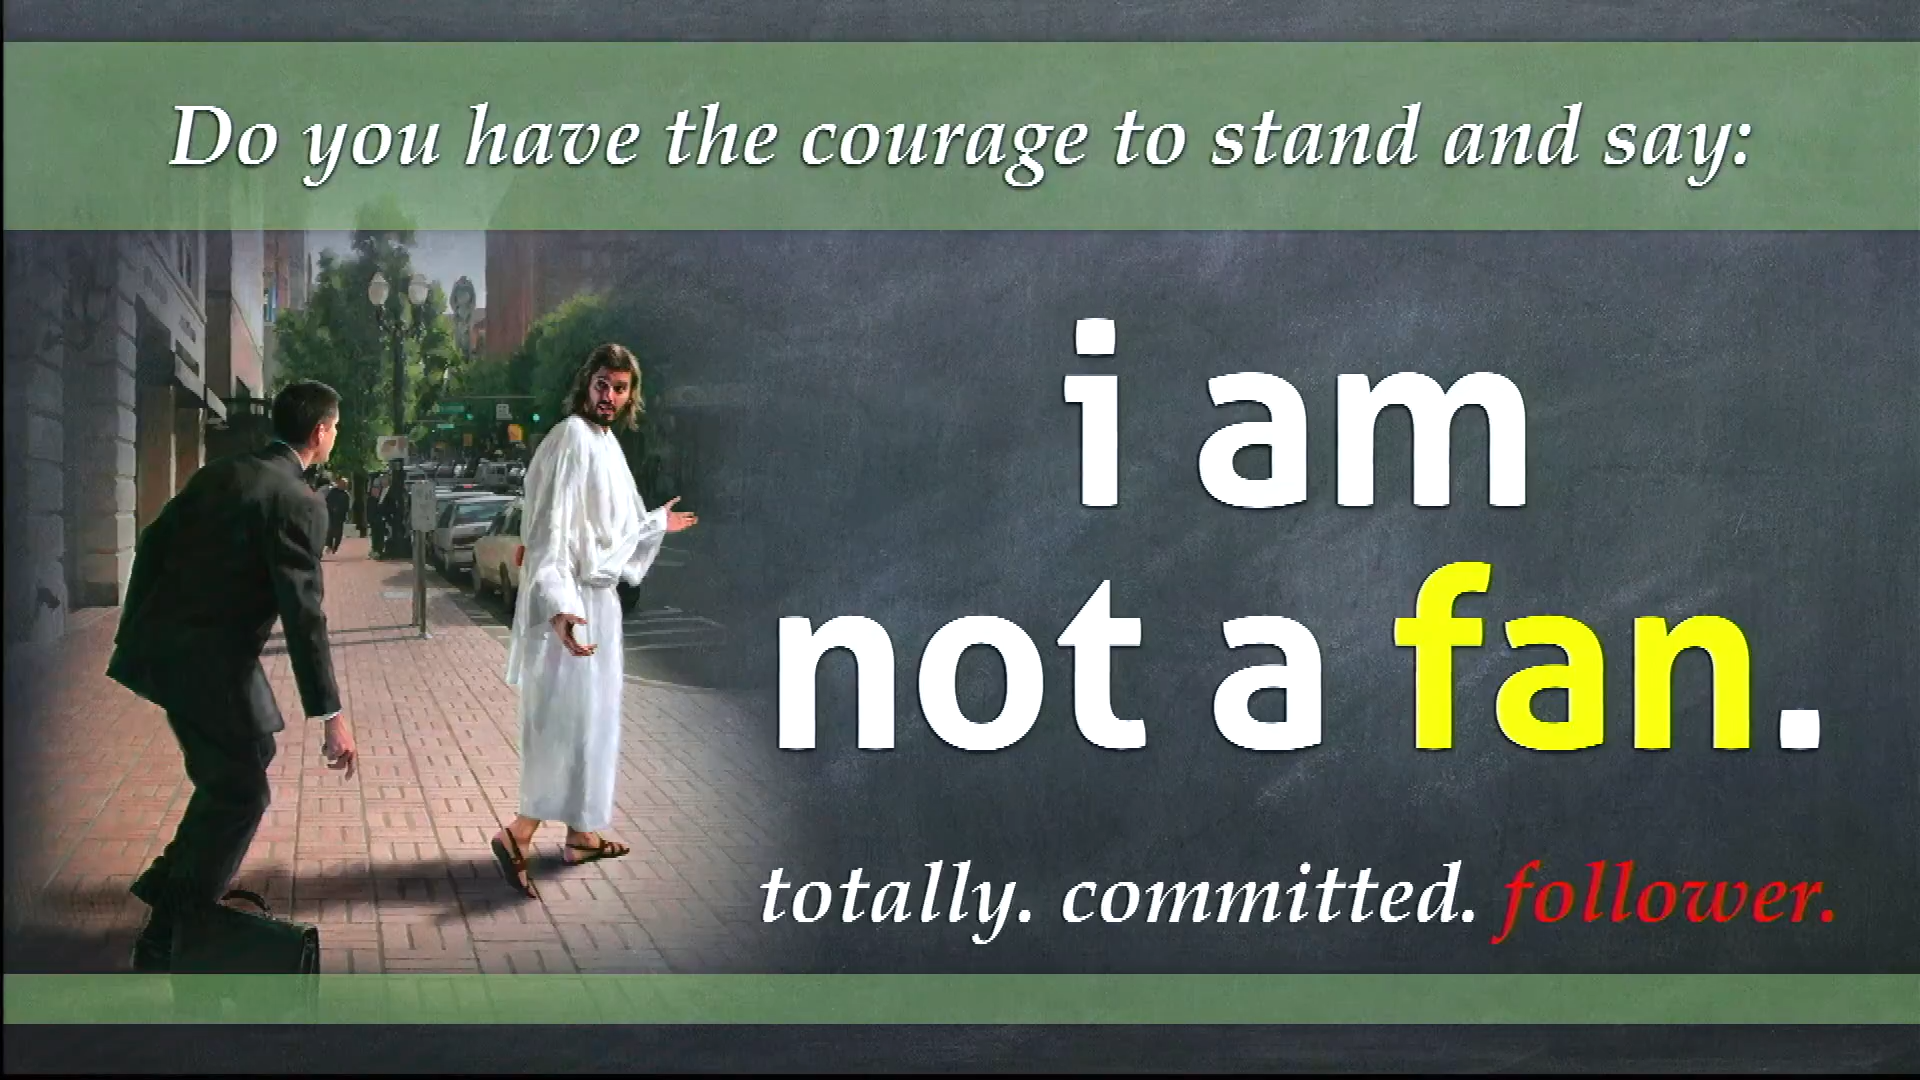 Do you have the courage to stand and say:
i am
not a fan.
totally. committed. follower.